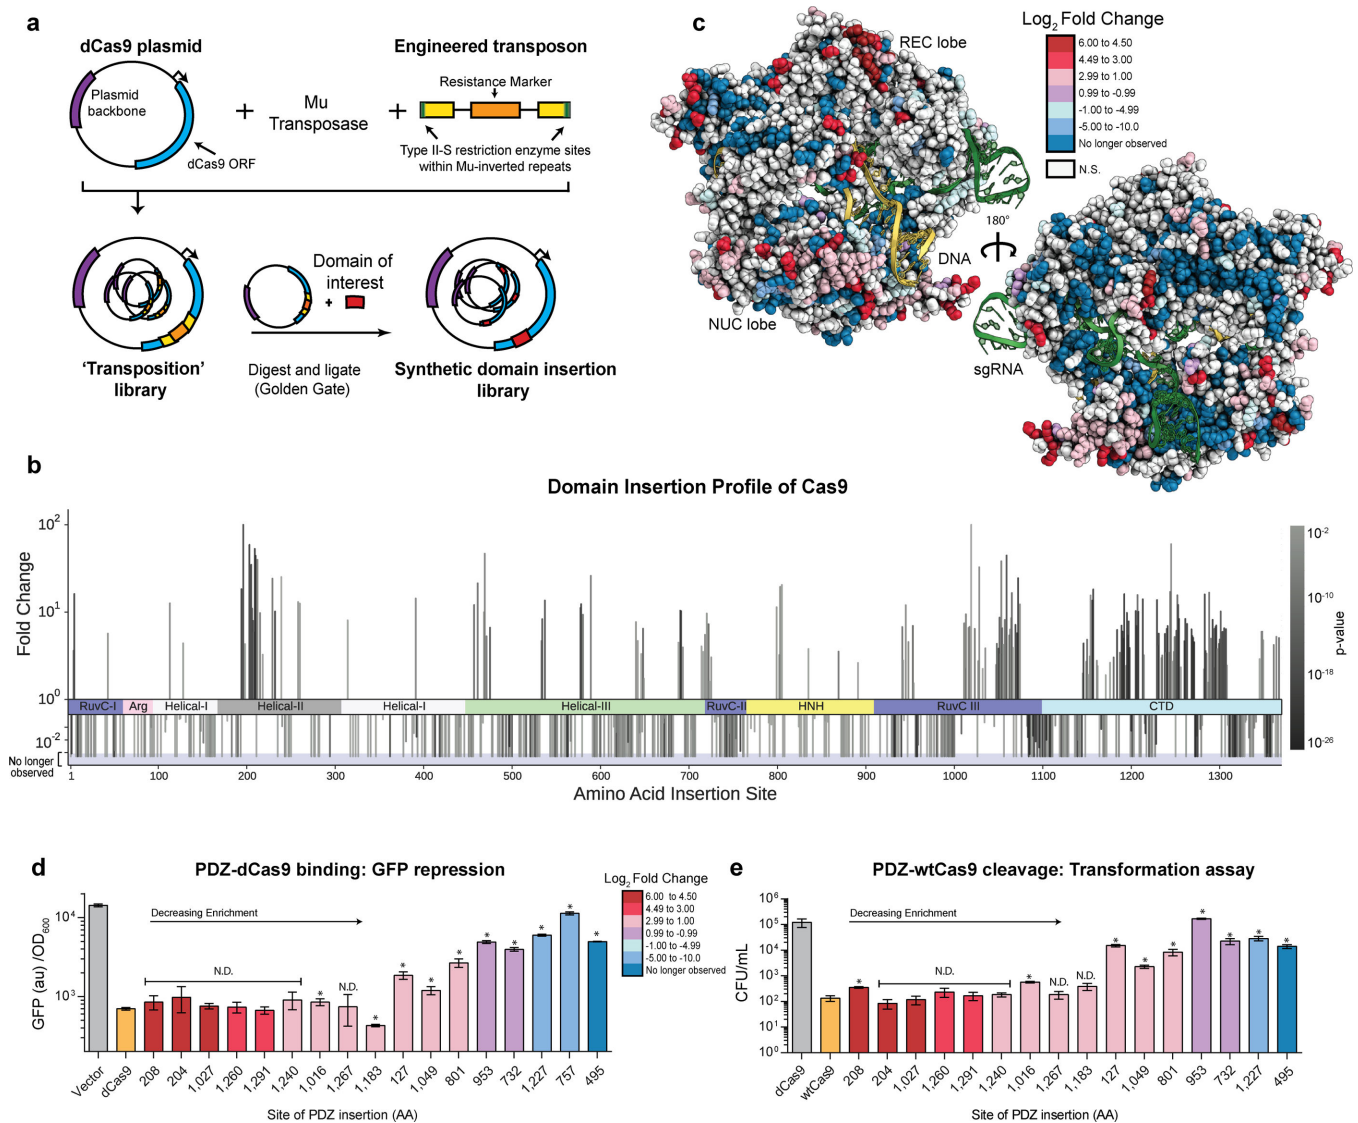 a
dCas9 plasmid
Engineered transposon
Plasmid
backbone
dCas9 ORF
+
Mu
Transposase
+
Resistance Marker
Type II-S restriction enzyme sites
within Mu-inverted repeats
'Transposition'
library
Domain of
interest
+
Digest and ligate
(Golden Gate)
Synthetic domain insertion
library
c
REC lobe
DNA
NUC lobe
180°
sgRNA
Log2 Fold Change
6.00 to 4.50
4.49 to 3.00
2.99 to 1.00
0.99 to -0.99
-1.00 to -4.99
-5.00 to -10.0
No longer observed
N.S.
b
Domain Insertion Profile of Cas9
Fold Change
10^2
10^1
10^0
10^-2
No longer
observed
RuvC-I
Arg
Helical-I
Helical-II
Helical-I
Helical-III
RuvC-II
HNH
RuvC III
CTD
1 100 200 300 400 500 600 700 800 900 1000 1100 1200 1300
Amino Acid Insertion Site
10^-2
10^-10
10^-18
10^-26
p-value
d
PDZ-dCas9 binding: GFP repression
Decreasing Enrichment
GFP (au) /OD600
10^4
10^3
N.D.
*
N.D.
*
*
*
*
*
*
*
*
*
Vector dCas9 208 204 1,027 1,260 1,291 1,240 1,016 1,267 1,183 127 1,049 801 953 732 1,227 757 495
Site of PDZ insertion (AA)
Log2 Fold Change
6.00 to 4.50
4.49 to 3.00
2.99 to 1.00
0.99 to -0.99
-1.00 to -4.99
-5.00 to -10.0
No longer observed
e
PDZ-wtCas9 cleavage: Transformation assay
Decreasing Enrichment
CFU/mL
10^6
10^5
10^4
10^3
10^2
10^1
10^0
*
N.D.
*
N.D.
N.D.
*
*
*
*
*
*
*
dCas9 wtCas9 208 204 1,027 1,260 1,291 1,240 1,016 1,267 1,183 127 1,049 801 953 732 1,227 495
Site of PDZ insertion (AA)